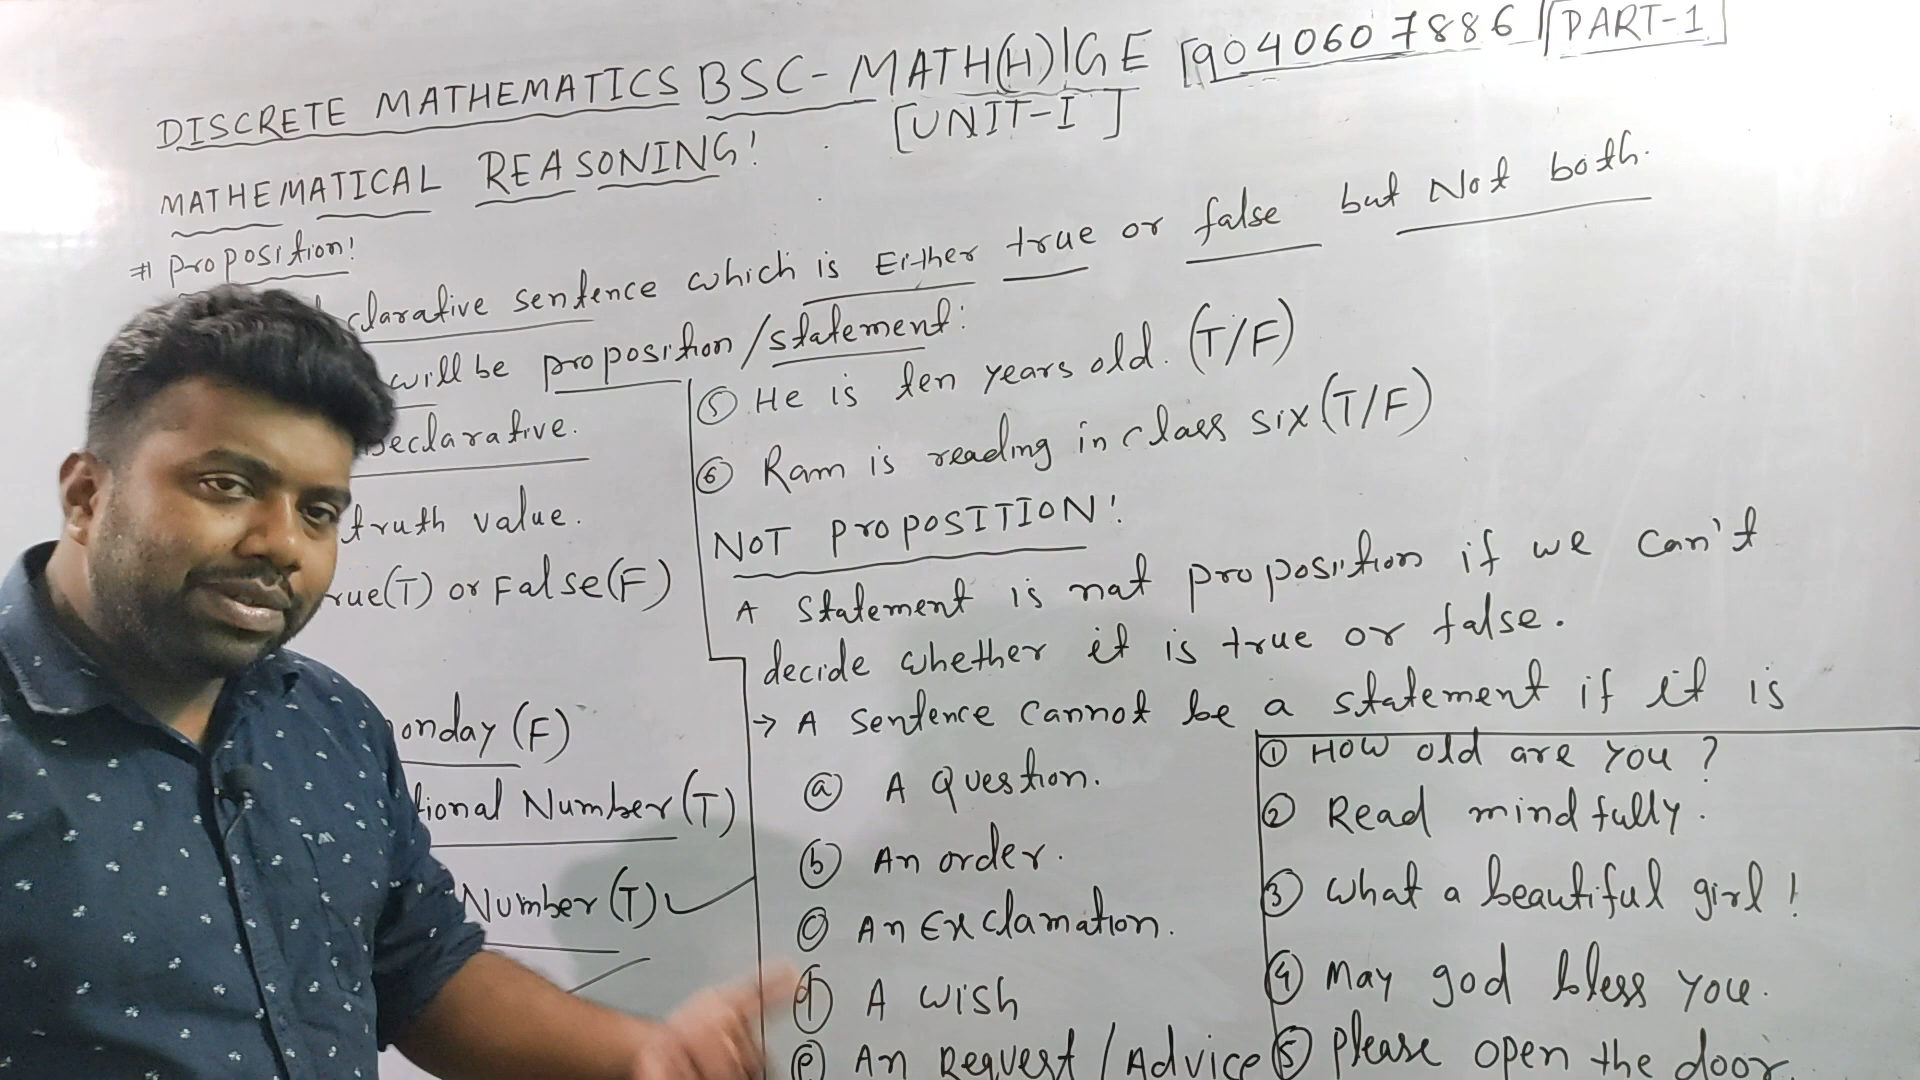 DISCRETE MATHEMATICS BSC-MATH(H)|GE [9040607886] [PART-1]
MATHEMATICAL REASONING! [UNIT-I]
# Proposition!
clarative sentence which is Either true or false but Not both.
will be proposition/statement:
Declarative.
truth value.
rue(T) or False(F)
onday (F)
tional Number(T)
Number(T)
⑤ He is ten years old. (T/F)
⑥ Ram is reading in class six (T/F)
NOT PROPOSITION!
A Statement is not proposition if we can't
decide whether it is true or false.
→ A sentence cannot be a statement if it is
ⓐ A Question.
ⓑ An order.
ⓒ An Exclamation.
ⓓ A wish
ⓔ An Request / Advice
① How old are you?
② Read mindfully.
③ What a beautiful girl!
④ May god bless you.
⑤ please open the door.